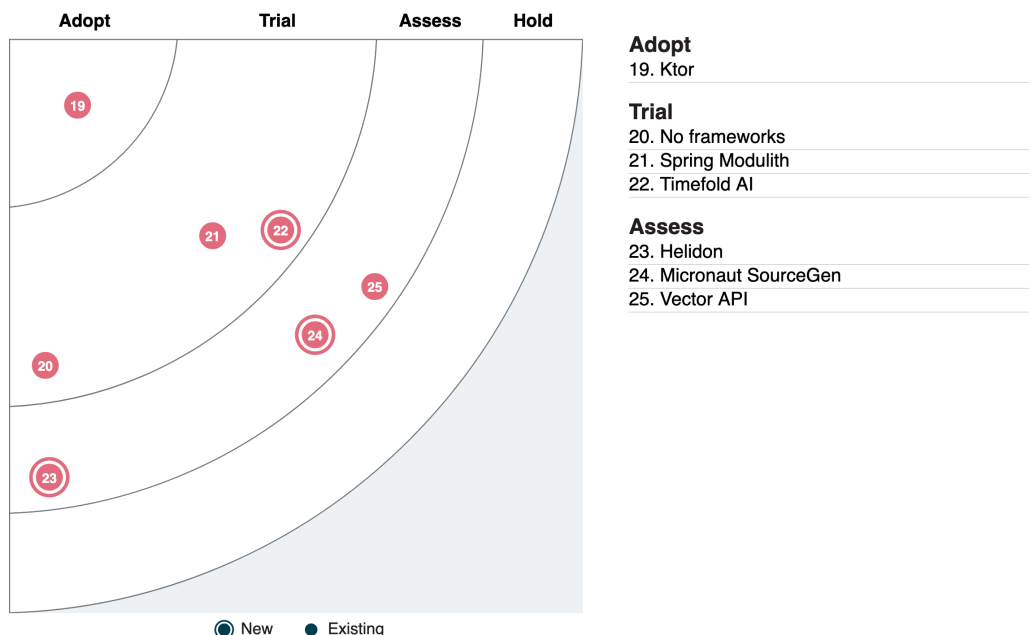 Adopt Trial Assess Hold
19
21
22
25
24
20
23
New Existing
Adopt
19. Ktor
Trial
20. No frameworks
21. Spring Modulith
22. Timefold AI
Assess
23. Helidon
24. Micronaut SourceGen
25. Vector API